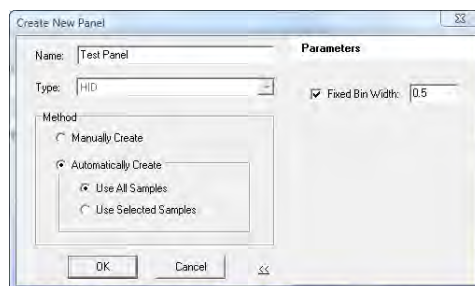 Create New Panel
Name: Test Panel
Type: HID
Method
Manually Create
Automatically Create
Use All Samples
Use Selected Samples
OK Cancel <<
Parameters
Fixed Bin Width: 0.5